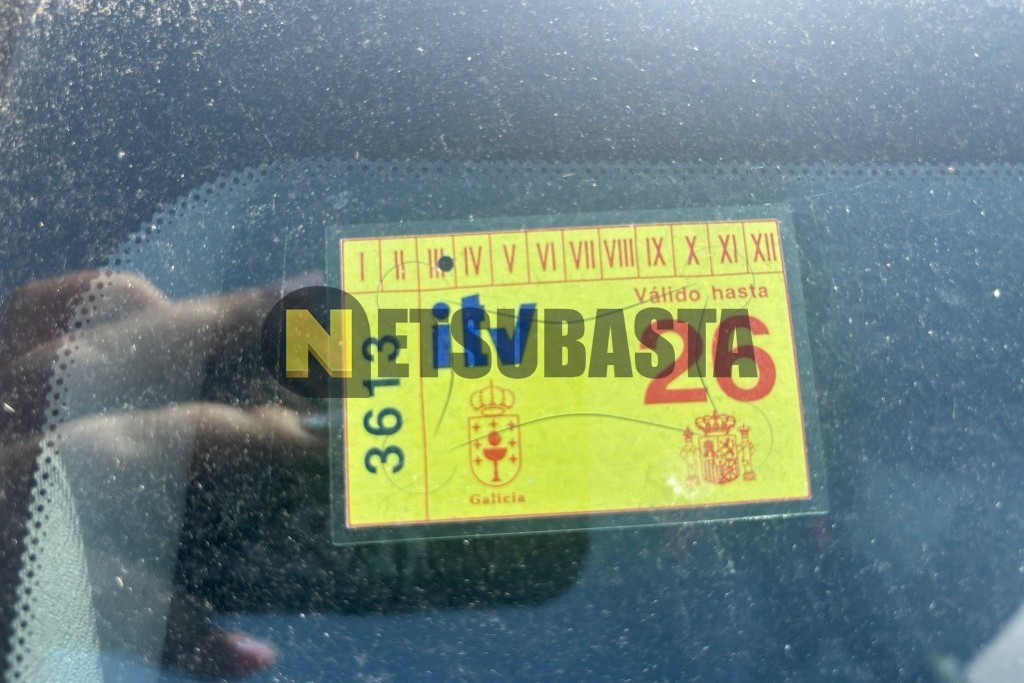 I II III IV V VI VII VIII IX X XI XII
Válido hasta
itv
26
3613
NETSUBASTA
Galicia